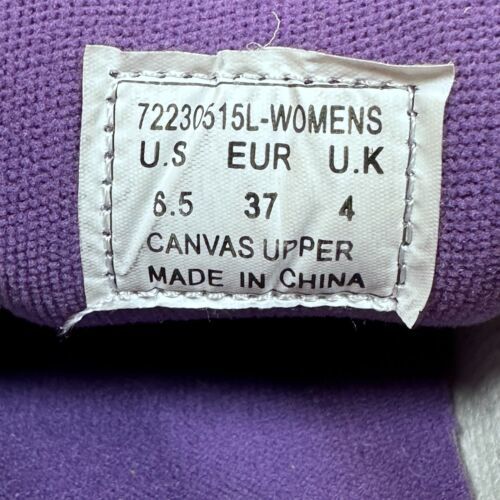 72230515L-WOMENS
U.S EUR U.K
6.5 37 4
CANVAS UPPER
MADE IN CHINA